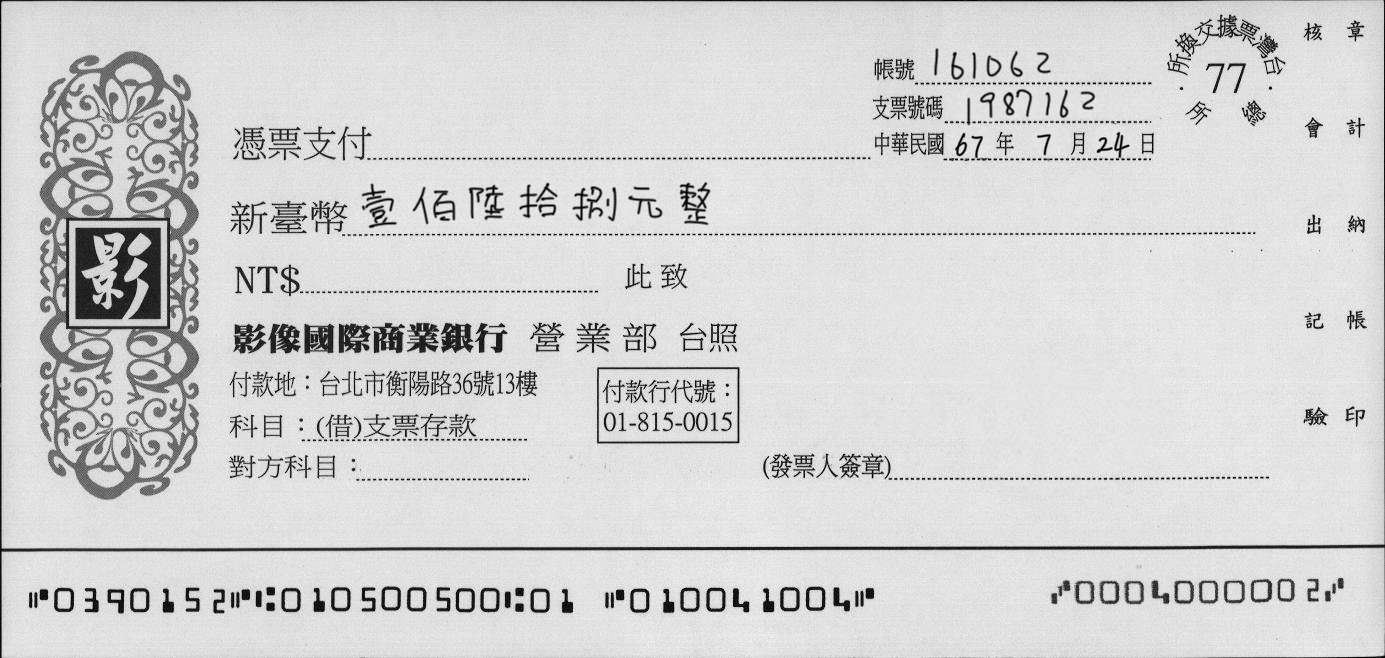 台灣票據交換所
77
總所
帳號 161062
支票號碼 1987162
中華民國 67 年 7 月 24 日
憑票支付
新臺幣 壹佰陸拾捌元整
NT$ 此致
影
影像國際商業銀行 營業部 台照
付款地：台北市衡陽路36號13樓
付款行代號：
01-815-0015
科目：(借)支票存款
對方科目：
(發票人簽章)
核章
會計
出納
記帳
驗印
⑈0390152⑈⑆010500500⑆01 ⑈010041004⑈ ⑇0004000002⑇